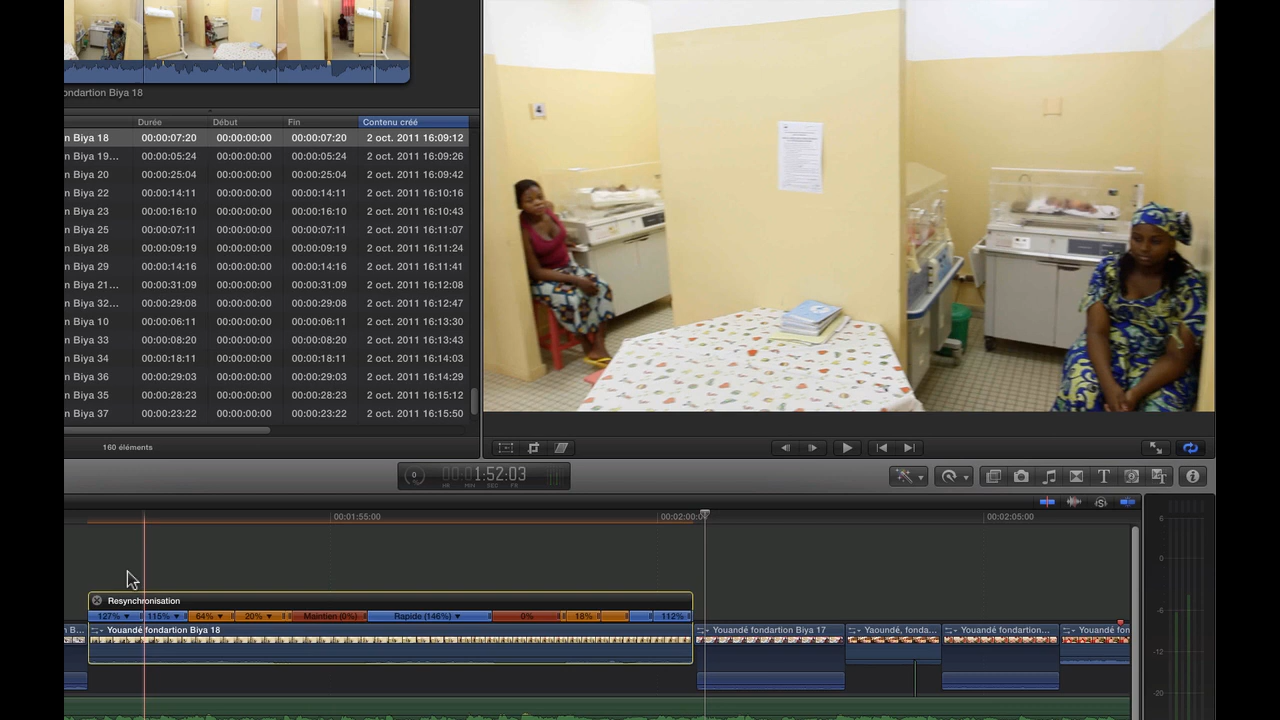 ondartion Biya 18
Durée Début Fin Contenu créé
n Biya 18 00:00:07:20 00:00:00:00 00:00:07:20 2 oct. 2011 16:09:12
n Biya 19... 00:00:05:24 00:00:00:00 00:00:05:24 2 oct. 2011 16:09:26
n Biya 20 00:00:25:04 00:00:00:00 00:00:25:04 2 oct. 2011 16:09:42
n Biya 22 00:00:14:11 00:00:00:00 00:00:14:11 2 oct. 2011 16:10:16
n Biya 23 00:00:16:10 00:00:00:00 00:00:16:10 2 oct. 2011 16:10:43
n Biya 25 00:00:07:11 00:00:00:00 00:00:07:11 2 oct. 2011 16:11:07
n Biya 28 00:00:09:19 00:00:00:00 00:00:09:19 2 oct. 2011 16:11:24
n Biya 29 00:00:14:16 00:00:00:00 00:00:14:16 2 oct. 2011 16:11:41
n Biya 21... 00:00:31:09 00:00:00:00 00:00:31:09 2 oct. 2011 16:12:08
n Biya 32... 00:00:29:08 00:00:00:00 00:00:29:08 2 oct. 2011 16:12:47
n Biya 10 00:00:06:11 00:00:00:00 00:00:06:11 2 oct. 2011 16:13:30
n Biya 33 00:00:08:20 00:00:00:00 00:00:08:20 2 oct. 2011 16:13:43
n Biya 34 00:00:18:11 00:00:00:00 00:00:18:11 2 oct. 2011 16:14:03
n Biya 36 00:00:29:03 00:00:00:00 00:00:29:03 2 oct. 2011 16:14:29
n Biya 35 00:00:28:23 00:00:00:00 00:00:28:23 2 oct. 2011 16:15:12
n Biya 37 00:00:23:22 00:00:00:00 00:00:23:22 2 oct. 2011 16:15:50
160 éléments
00:0 1:52:03
HR MIN SEC FR
00:01:55:00 00:02:00:0 00:02:05:00
6
0
-6
-12
-20
Resynchronisation
127% 115% 64% 20% Maintien (0%) Rapide (146%) 0% 18% 112%
n B... Youandé fondartion Biya 18 Youandé fondartion Biya 17 Yaoundé, fonda... Youandé fondartion... Youandé fon